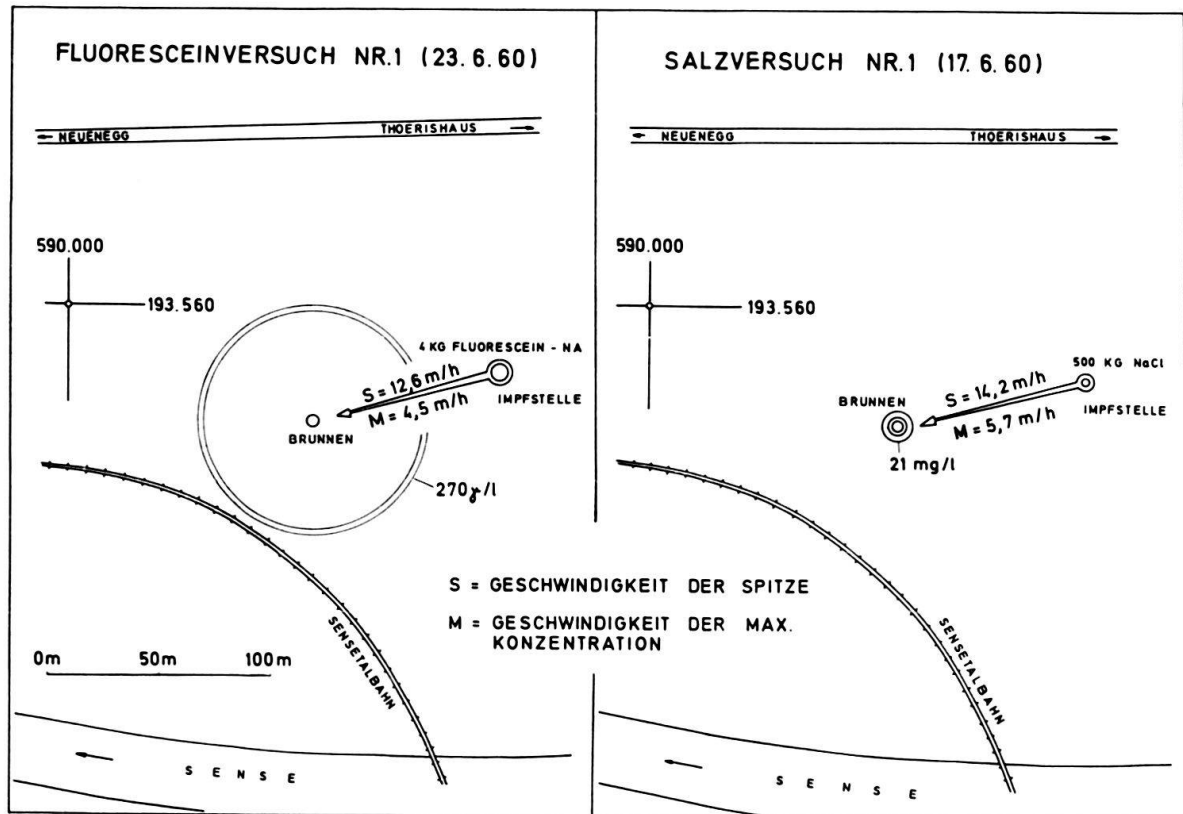 FLUORESCEINVERSUCH NR.1 (23.6.60)
NEUENEGG
THOERISHAUS
590.000
193.560
4 KG FLUORESCEIN - NA
S = 12,6 m/h
M = 4,5 m/h
IMPFSTELLE
BRUNNEN
270 γ/l
SENSETALBAHN
0m 50m 100m
SENSE
SALZVERSUCH NR.1 (17.6.60)
NEUENEGG
THOERISHAUS
590.000
193.560
500 KG NaCl
S = 14,2 m/h
M = 5,7 m/h
IMPFSTELLE
BRUNNEN
21 mg/l
S = GESCHWINDIGKEIT DER SPITZE
M = GESCHWINDIGKEIT DER MAX.
KONZENTRATION
SENSETALBAHN
SENSE